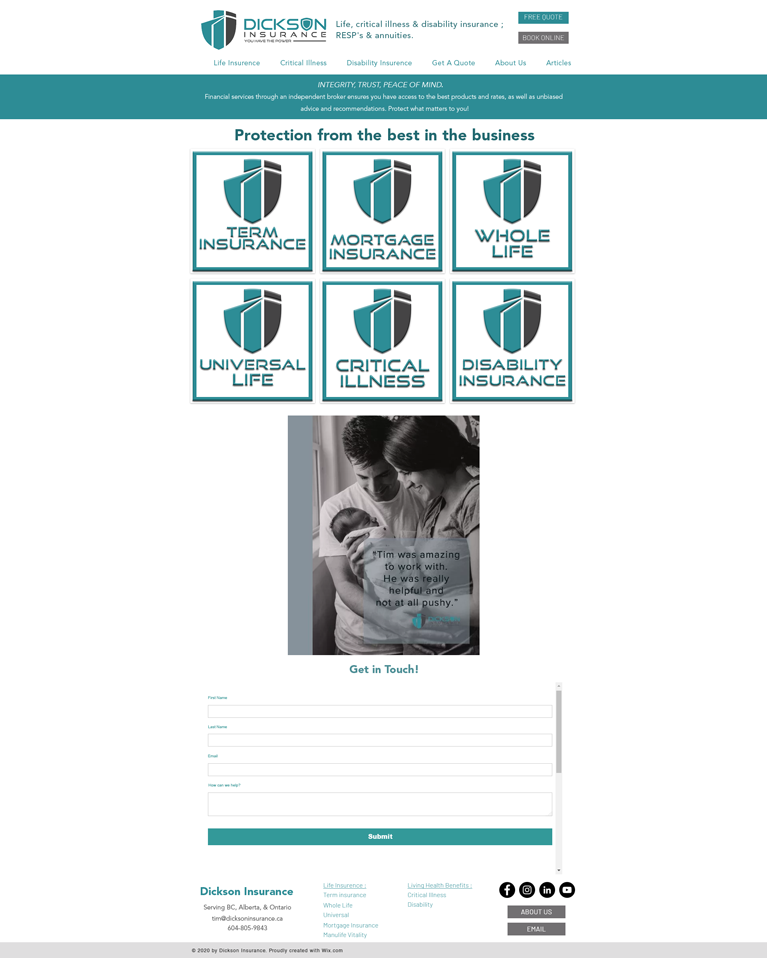 DICKSON
INSURANCE
YOU HAVE THE POWER
Life, critical illness & disability insurance ;
RESP's & annuities.
FREE QUOTE
BOOK ONLINE
Life Insurence
Critical Illness
Disability Insurence
Get A Quote
About Us
Articles
INTEGRITY, TRUST, PEACE OF MIND.
Financial services through an independent broker ensures you have access to the best products and rates, as well as unbiased
advice and recommendations. Protect what matters to you!
Protection from the best in the business
TERM
INSURANCE
MORTGAGE
INSURANCE
WHOLE
LIFE
UNIVERSAL
LIFE
CRITICAL
ILLNESS
DISABILITY
INSURANCE
"Tim was amazing
to work with.
He was really
helpful and
not at all pushy."
DICKSON
Get in Touch!
First Name
Last Name
Email
How can we help?
Submit
Dickson Insurance
Serving BC, Alberta, & Ontario
tim@dicksoninsurance.ca
604-805-9843
Life Inaurence :
Term insurance
Whole Life
Universal
Mortgage Insurance
Manulife Vitality
Living Health Benefits :
Critical Illness
Disability
ABOUT US
EMAIL
© 2020 by Dickson Insurance. Proudly created with Wix.com